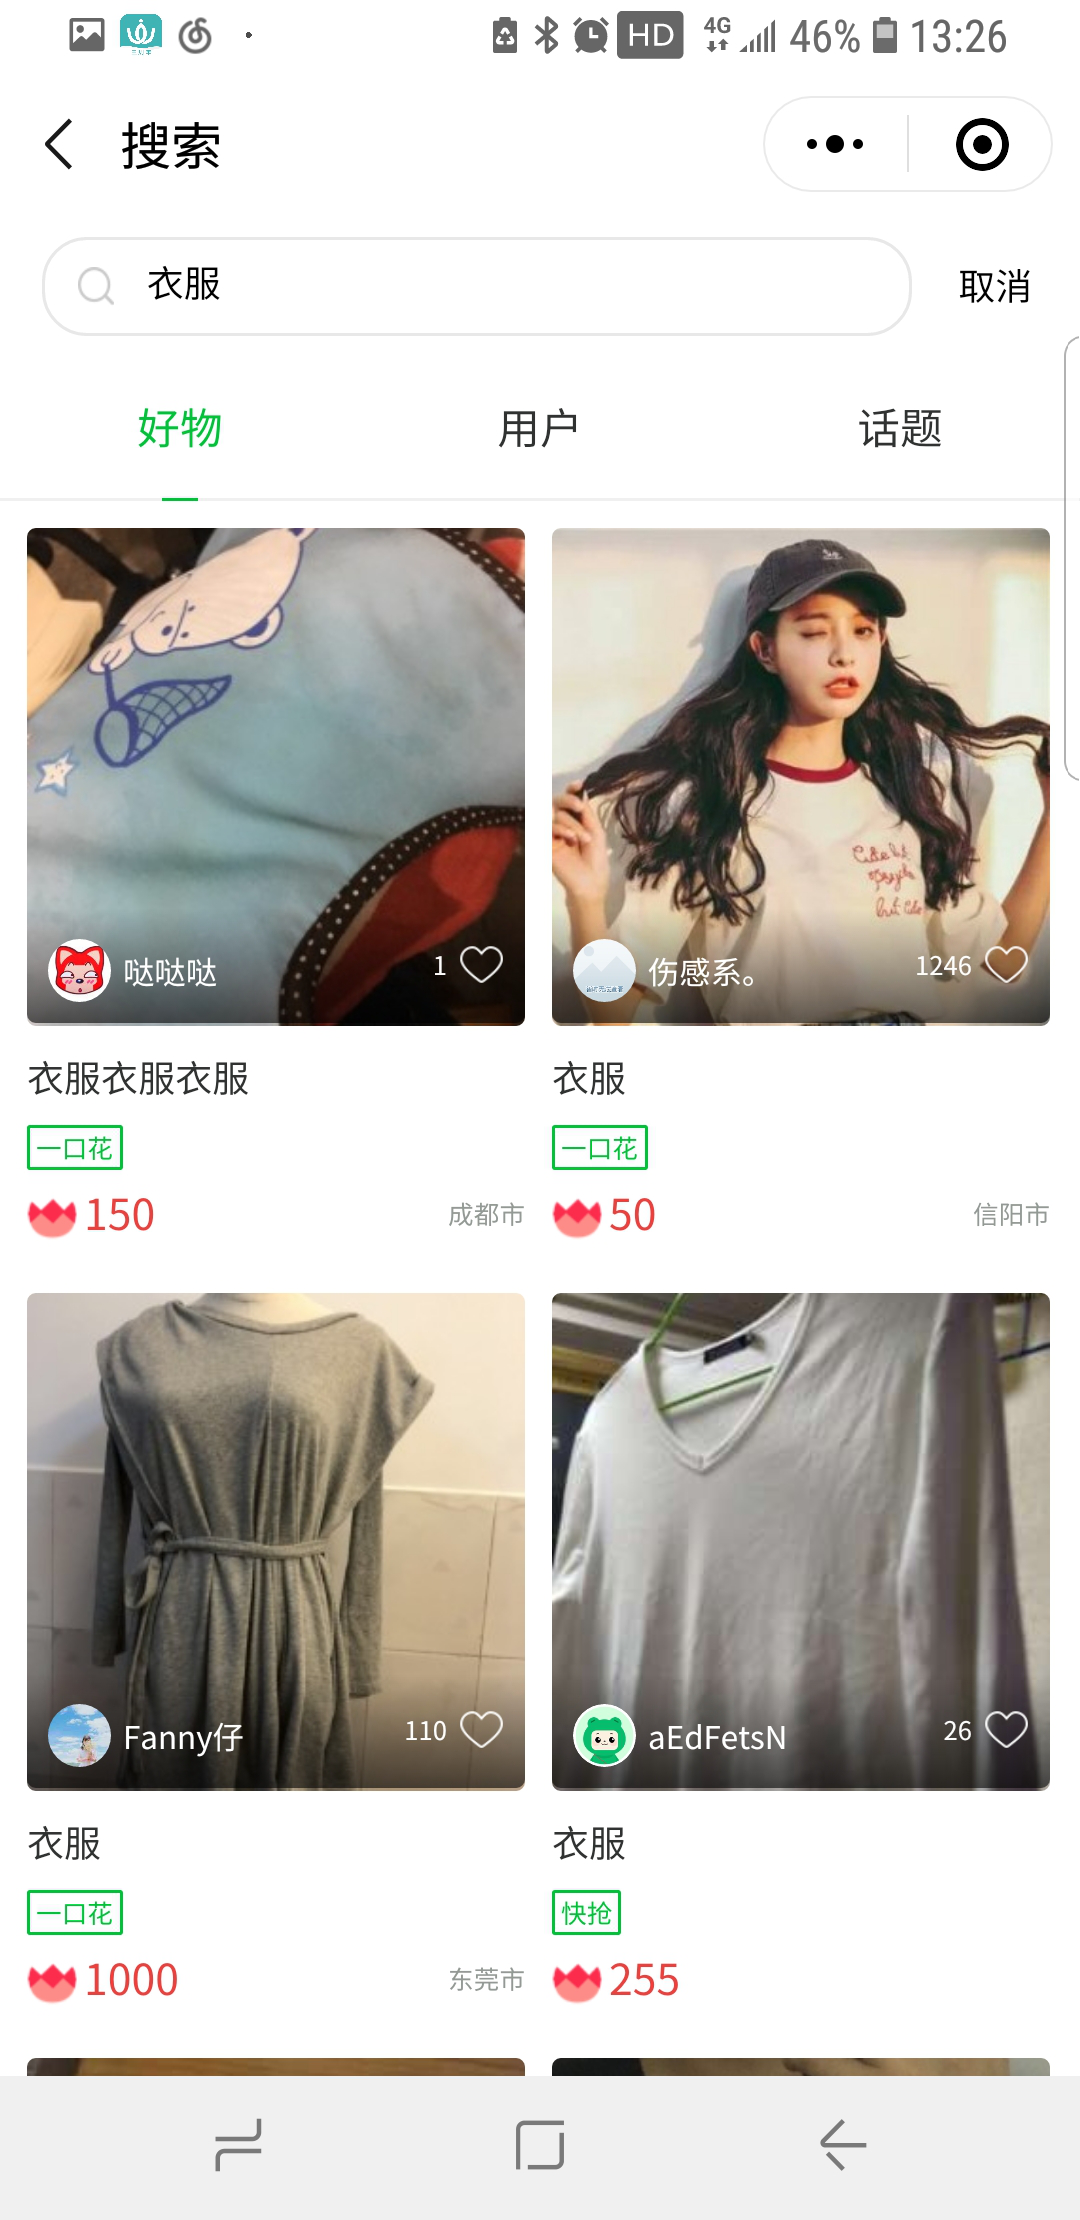 HD 4G 46% 13:26
搜索
衣服
取消
好物 用户 话题
哒哒哒 1
伤感系。 1246
衣服衣服衣服
一口花
150 成都市
衣服
一口花
50 信阳市
Fanny仔 110
aEdFetsN 26
衣服
一口花
1000 东莞市
衣服
快抢
255